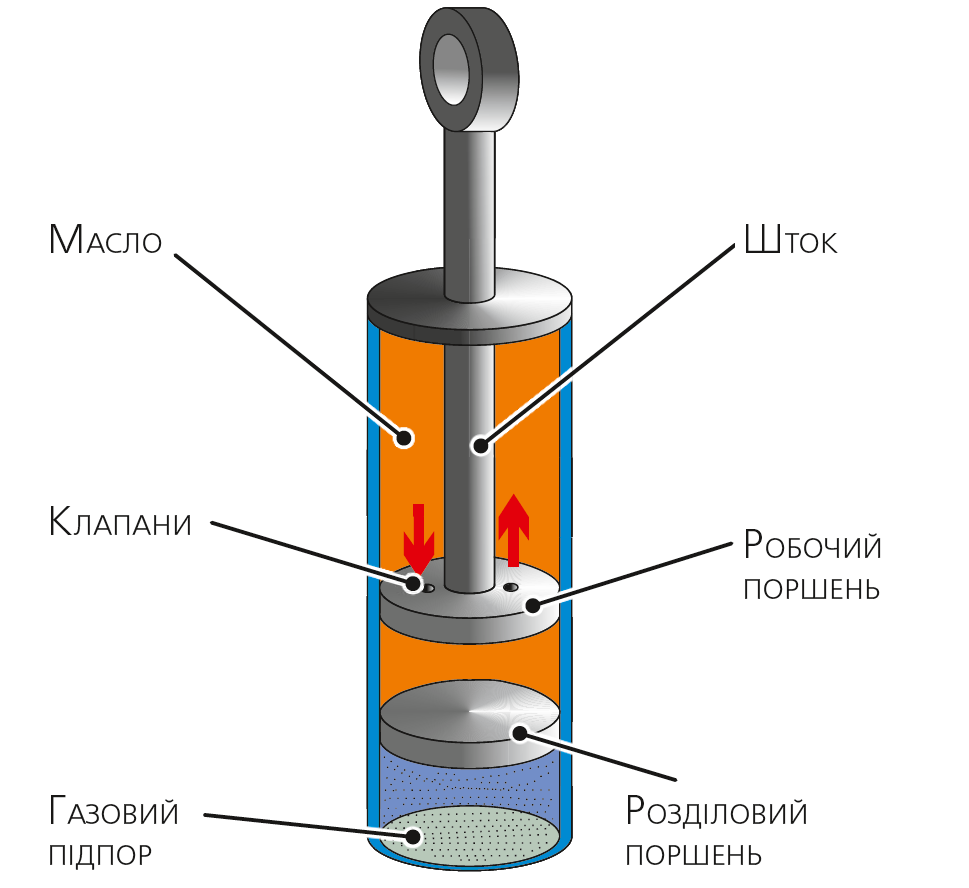 Масло
Шток
Клапани
Робочий
поршень
Газовий
підпор
Розділовий
поршень